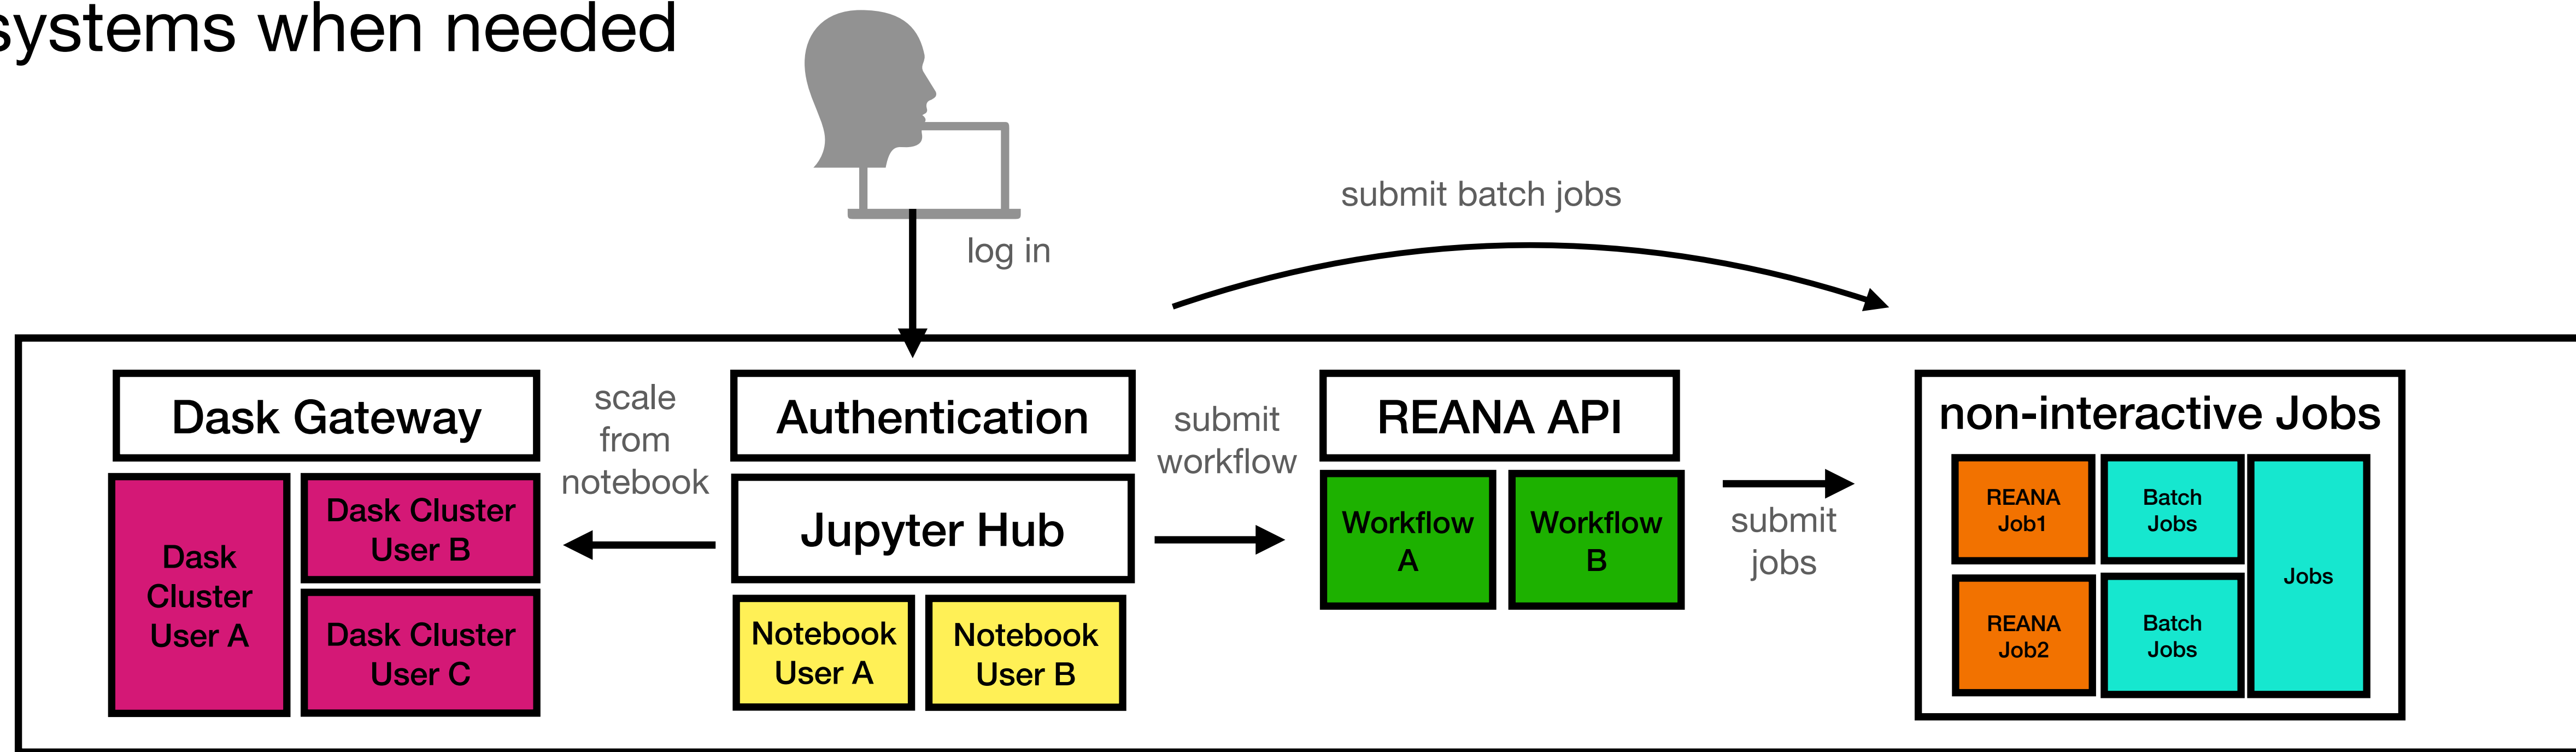 systems when needed
log in
submit batch jobs
Dask Gateway
Dask
Cluster
User A
Dask Cluster
User B
Dask Cluster
User C
scale
from
notebook
Authentication
Jupyter Hub
Notebook
User A
Notebook
User B
submit
workflow
REANA API
Workflow
A
Workflow
B
submit
jobs
non-interactive Jobs
REANA
Job1
Batch
Jobs
Jobs
REANA
Job2
Batch
Jobs